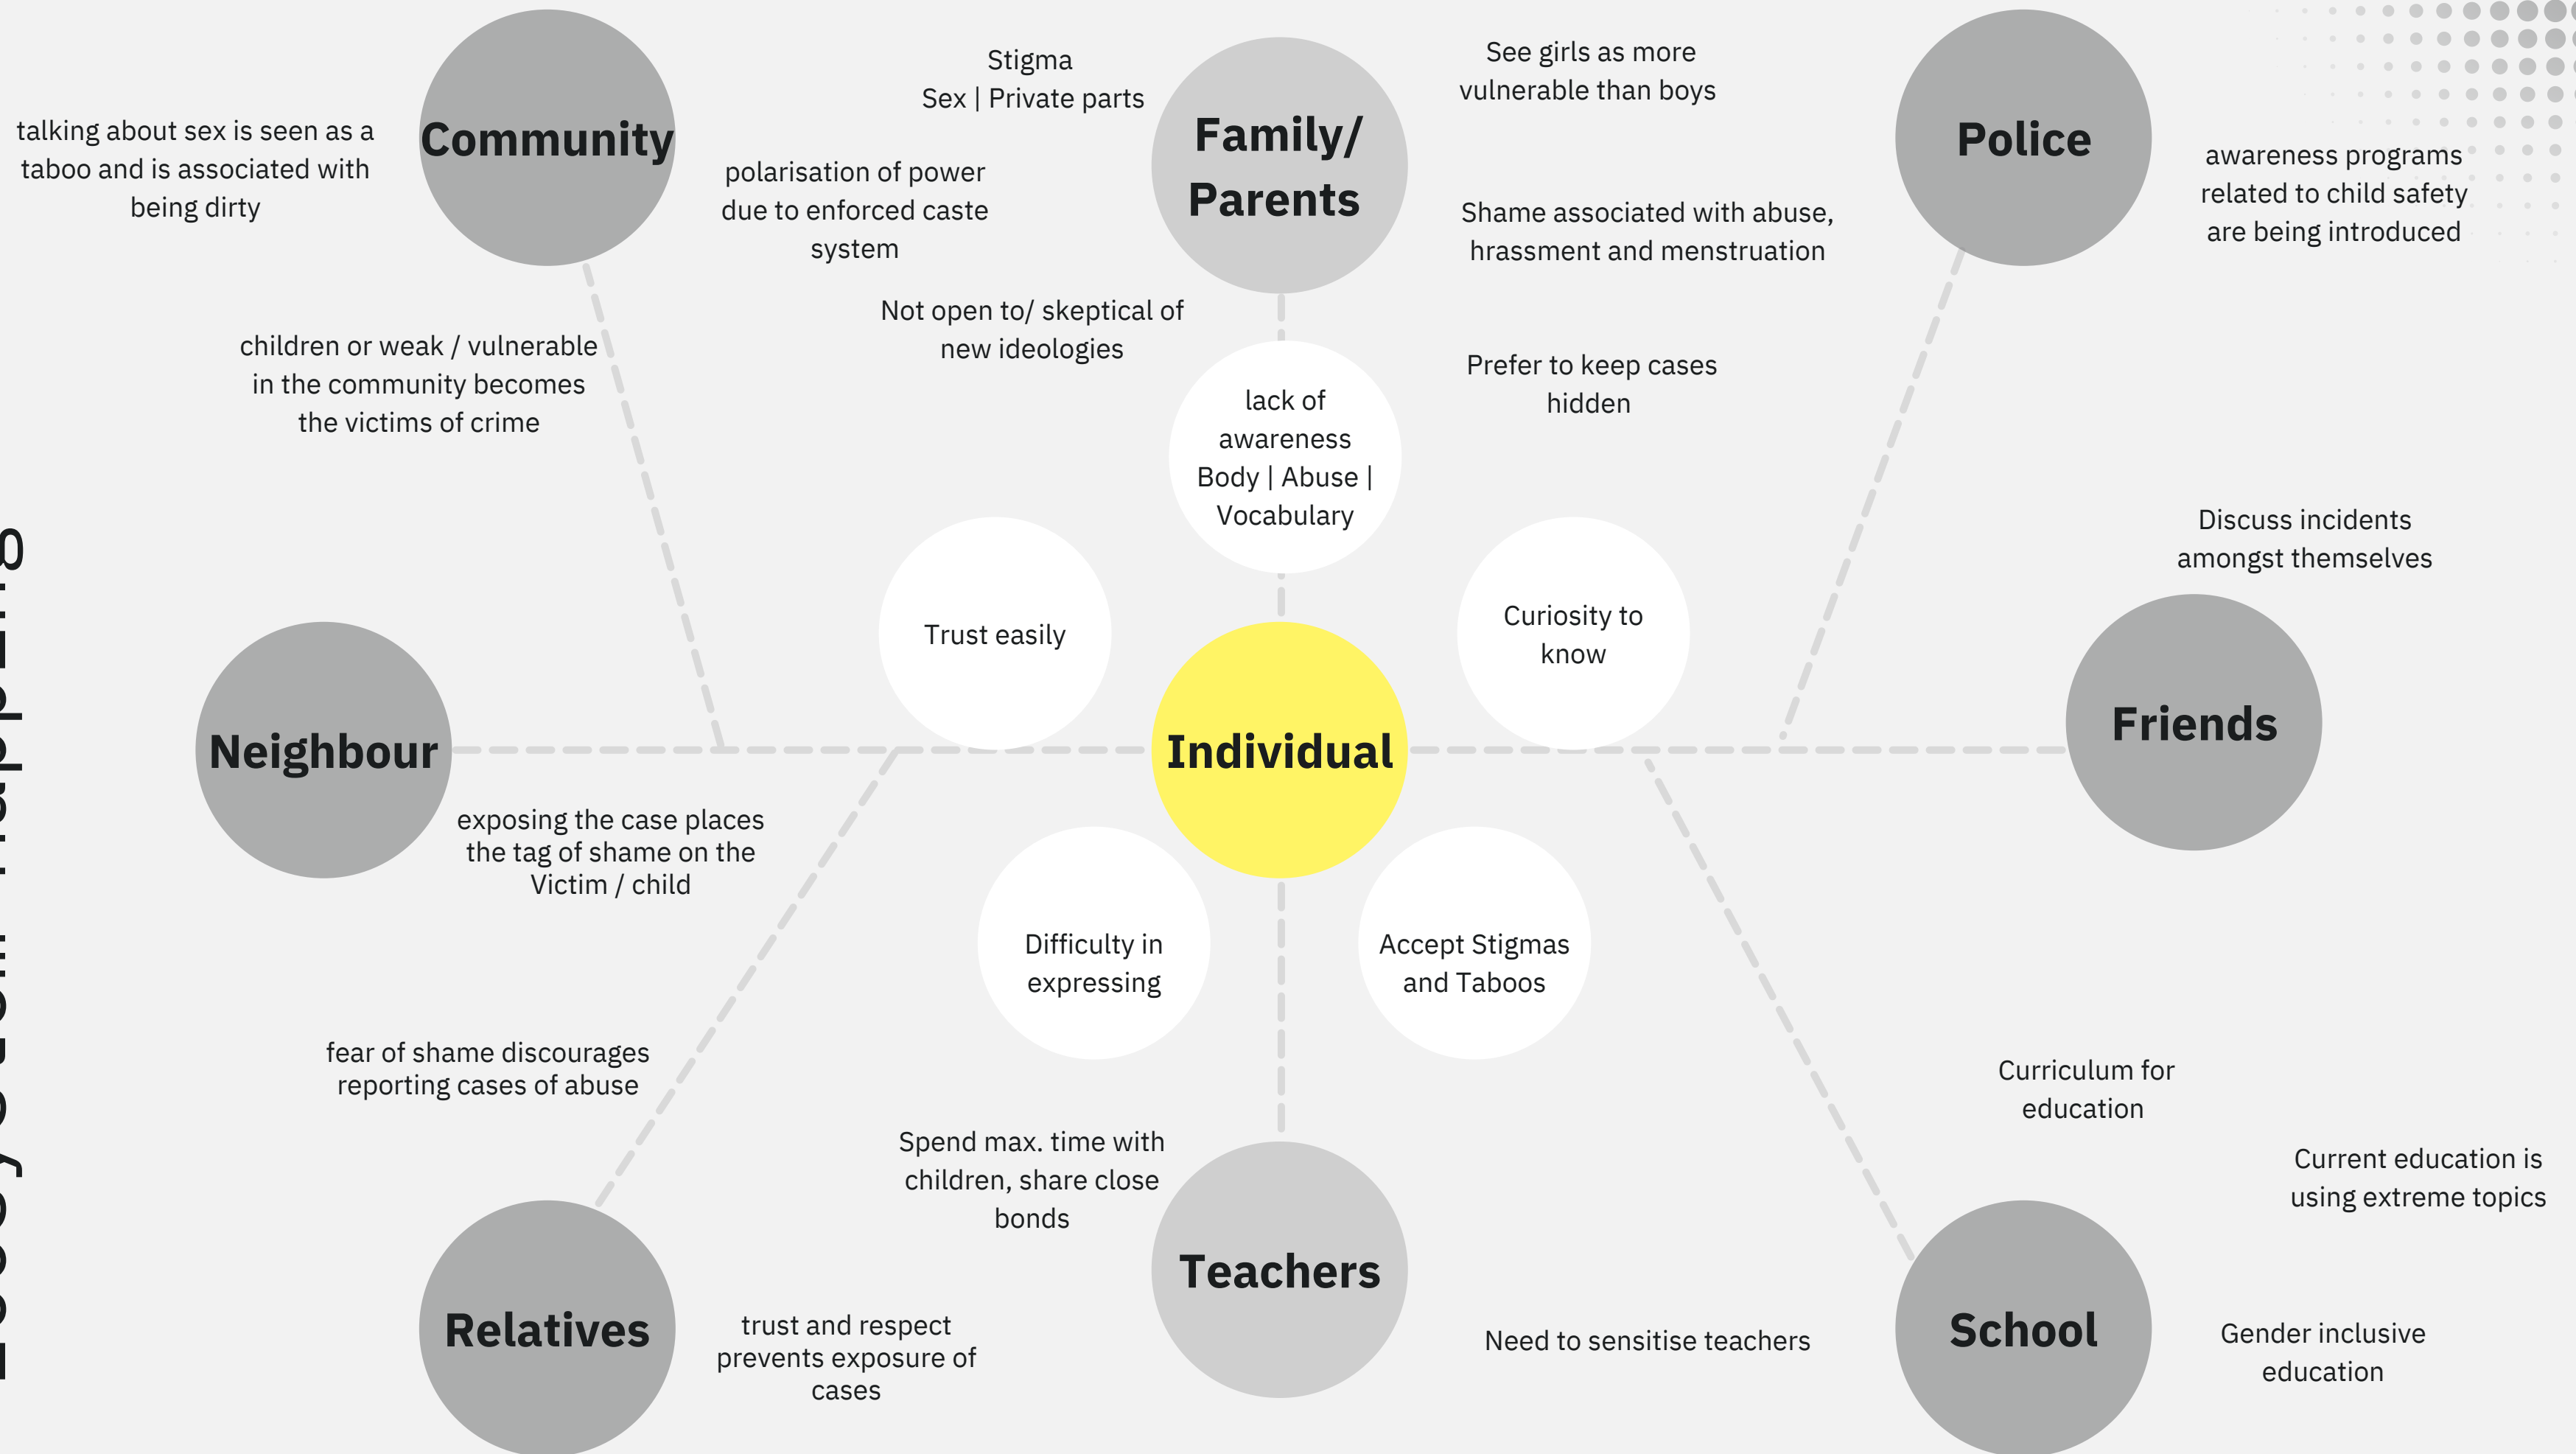 Community
talking about sex is seen as a
taboo and is associated with
being dirty
children or weak / vulnerable
in the community becomes
the victims of crime
polarisation of power
due to enforced caste
system
Stigma
Sex | Private parts
Family/
Parents
See girls as more
vulnerable than boys
Shame associated with abuse,
hrassment and menstruation
Not open to/ skeptical of
new ideologies
Prefer to keep cases
hidden
Police
awareness programs
related to child safety
are being introduced
lack of
awareness
Body | Abuse |
Vocabulary
Trust easily
Curiosity to
know
Discuss incidents
amongst themselves
Friends
Neighbour
Individual
exposing the case places
the tag of shame on the
Victim / child
Difficulty in
expressing
Accept Stigmas
and Taboos
fear of shame discourages
reporting cases of abuse
Relatives
trust and respect
prevents exposure of
cases
Spend max. time with
children, share close
bonds
Teachers
Need to sensitise teachers
Curriculum for
education
Current education is
using extreme topics
School
Gender inclusive
education